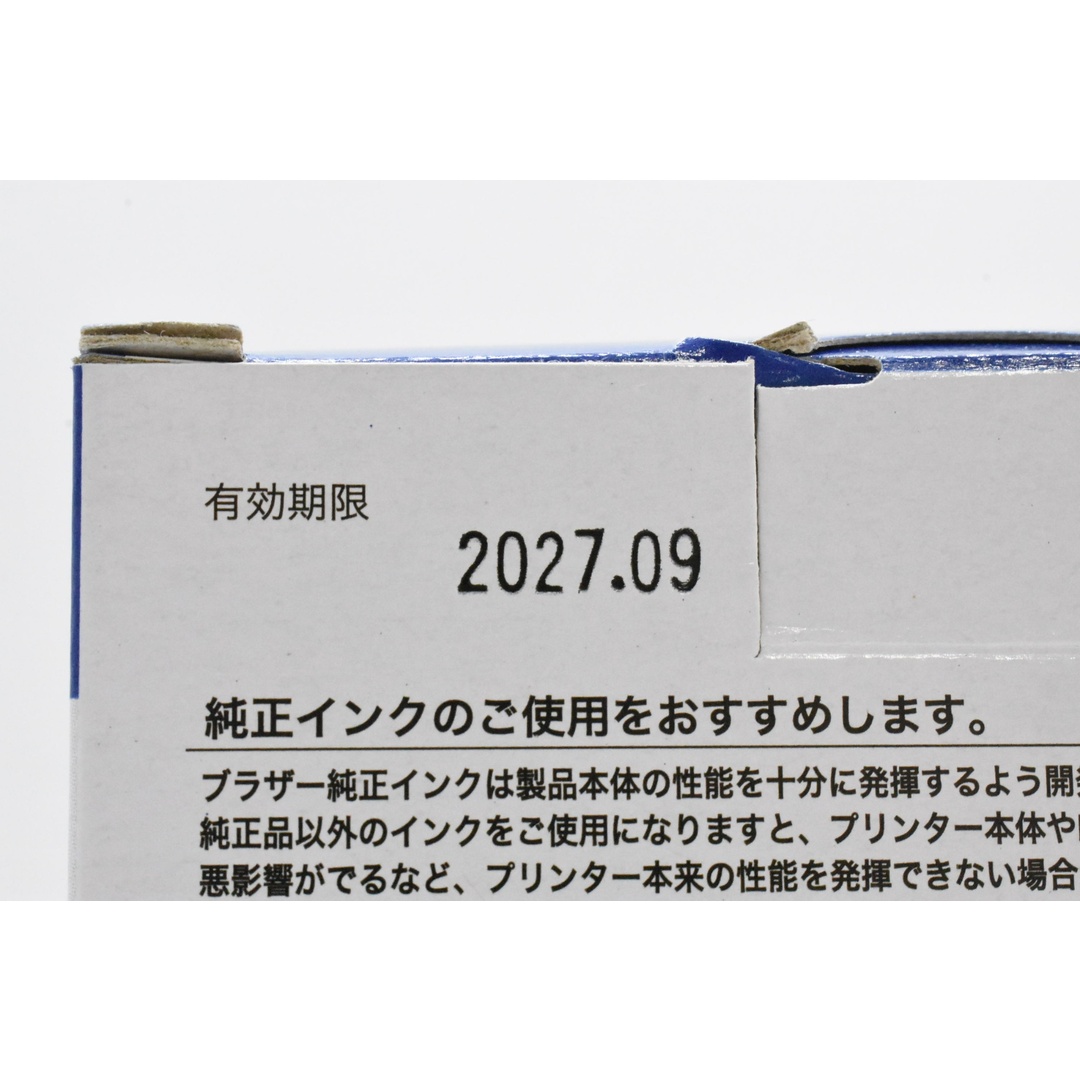 有効期限
2027.09
純正インクのご使用をおすすめします。
ブラザー純正インクは製品本体の性能を十分に発揮するよう開
純正品以外のインクをご使用になりますと、プリンター本体や
悪影響がでるなど、プリンター本来の性能を発揮できない場合